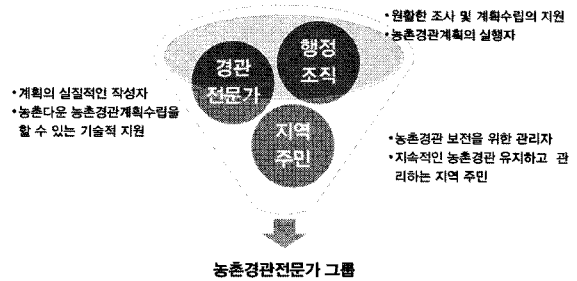 • 원활한 조사 및 계획수립의 지원
• 농촌경관계획의 실행자
행정
조직
경관
전문가
• 계획의 실질적인 작성자
• 농촌다운 농촌경관계획수립을
할 수 있는 기술적 지원
지역
주민
• 농촌경관 보전을 위한 관리자
• 지속적인 농촌경관 유지하고 관
리하는 지역 주민
농촌경관전문가 그룹